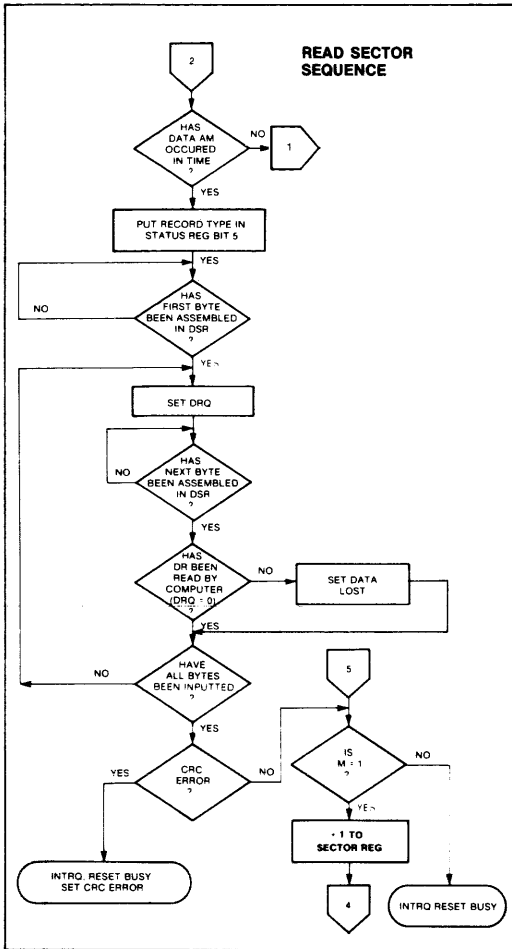 READ SECTOR
SEQUENCE
2
HAS
DATA AM
OCCURED
IN TIME
?
NO
1
YES
PUT RECORD TYPE IN
STATUS REG BIT 5
YES
NO
HAS
FIRST BYTE
BEEN ASSEMBLED
IN DSR
?
YES
SET DRQ
NO
HAS
NEXT BYTE
BEEN ASSEMBLED
IN DSR
?
YES
HAS
DR BEEN
READ BY
COMPUTER
(DRQ = 0)
?
NO
SET DATA
LOST
YES
NO
HAVE
ALL BYTES
BEEN INPUTTED
?
5
YES
YES
CRC
ERROR
?
NO
IS
M = 1
?
NO
YES
+ 1 TO
SECTOR REG
INTRQ. RESET BUSY
SET CRC ERROR
4
INTRQ RESET BUSY